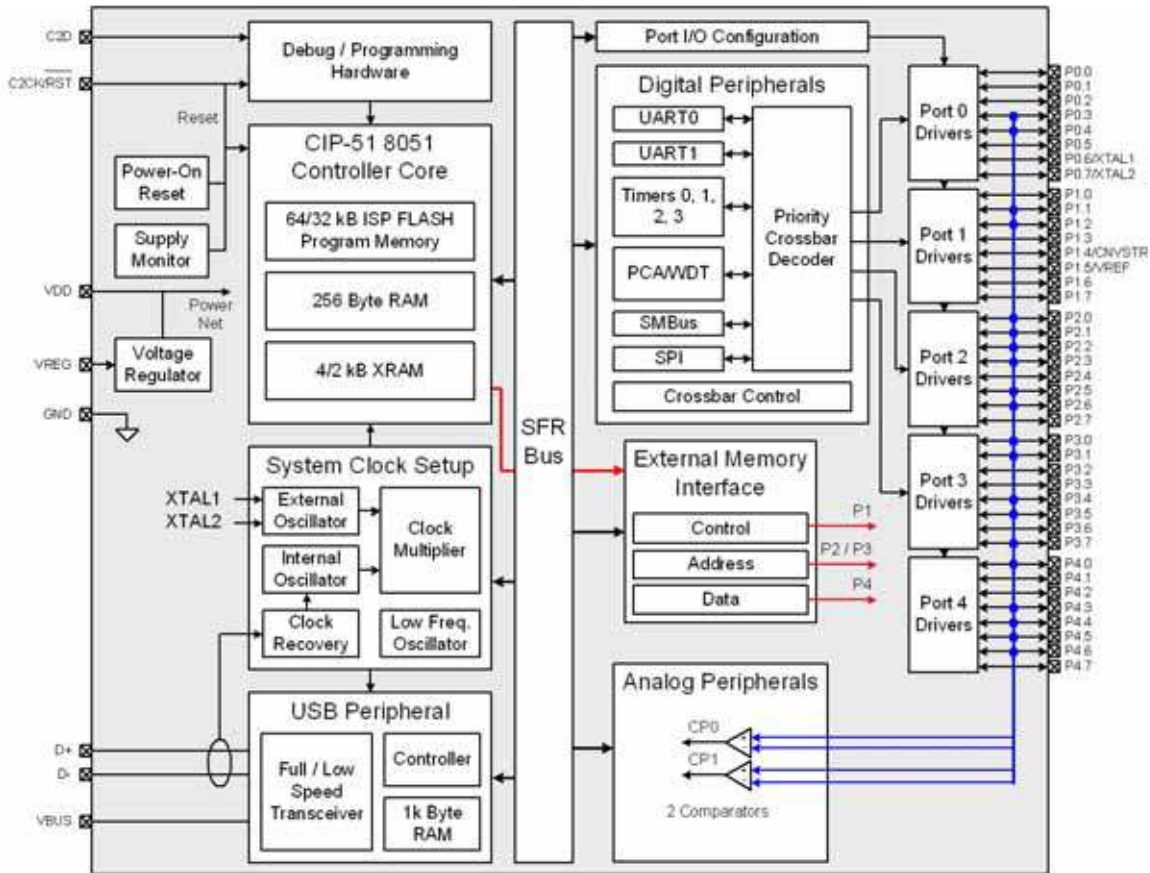 C2D
C2CK/RST
Debug / Programming
Hardware
Reset
Power-On
Reset
Supply
Monitor
VDD
Power
Net
VREG
Voltage
Regulator
GND
CIP-51 8051
Controller Core
64/32 kB ISP FLASH
Program Memory
256 Byte RAM
4/2 kB XRAM
System Clock Setup
XTAL1
XTAL2
External
Oscillator
Internal
Oscillator
Clock
Recovery
Clock
Multiplier
Low Freq.
Oscillator
USB Peripheral
D+
D-
VBUS
Full / Low
Speed
Transceiver
Controller
1k Byte
RAM
SFR
Bus
Port I/O Configuration
Digital Peripherals
UART0
UART1
Timers 0, 1,
2, 3
PCA/WDT
SMBus
SPI
Priority
Crossbar
Decoder
Crossbar Control
External Memory
Interface
Control
Address
Data
P1
P2 / P3
P4
Analog Peripherals
CP0
CP1
+
-
+
-
2 Comparators
Port 0
Drivers
Port 1
Drivers
Port 2
Drivers
Port 3
Drivers
Port 4
Drivers
P0.0
P0.1
P0.2
P0.3
P0.4
P0.5
P0.6/XTAL1
P0.7/XTAL2
P1.0
P1.1
P1.2
P1.3
P1.4/CNVSTR
P1.5/VREF
P1.6
P1.7
P2.0
P2.1
P2.2
P2.3
P2.4
P2.5
P2.6
P2.7
P3.0
P3.1
P3.2
P3.3
P3.4
P3.5
P3.6
P3.7
P4.0
P4.1
P4.2
P4.3
P4.4
P4.5
P4.6
P4.7